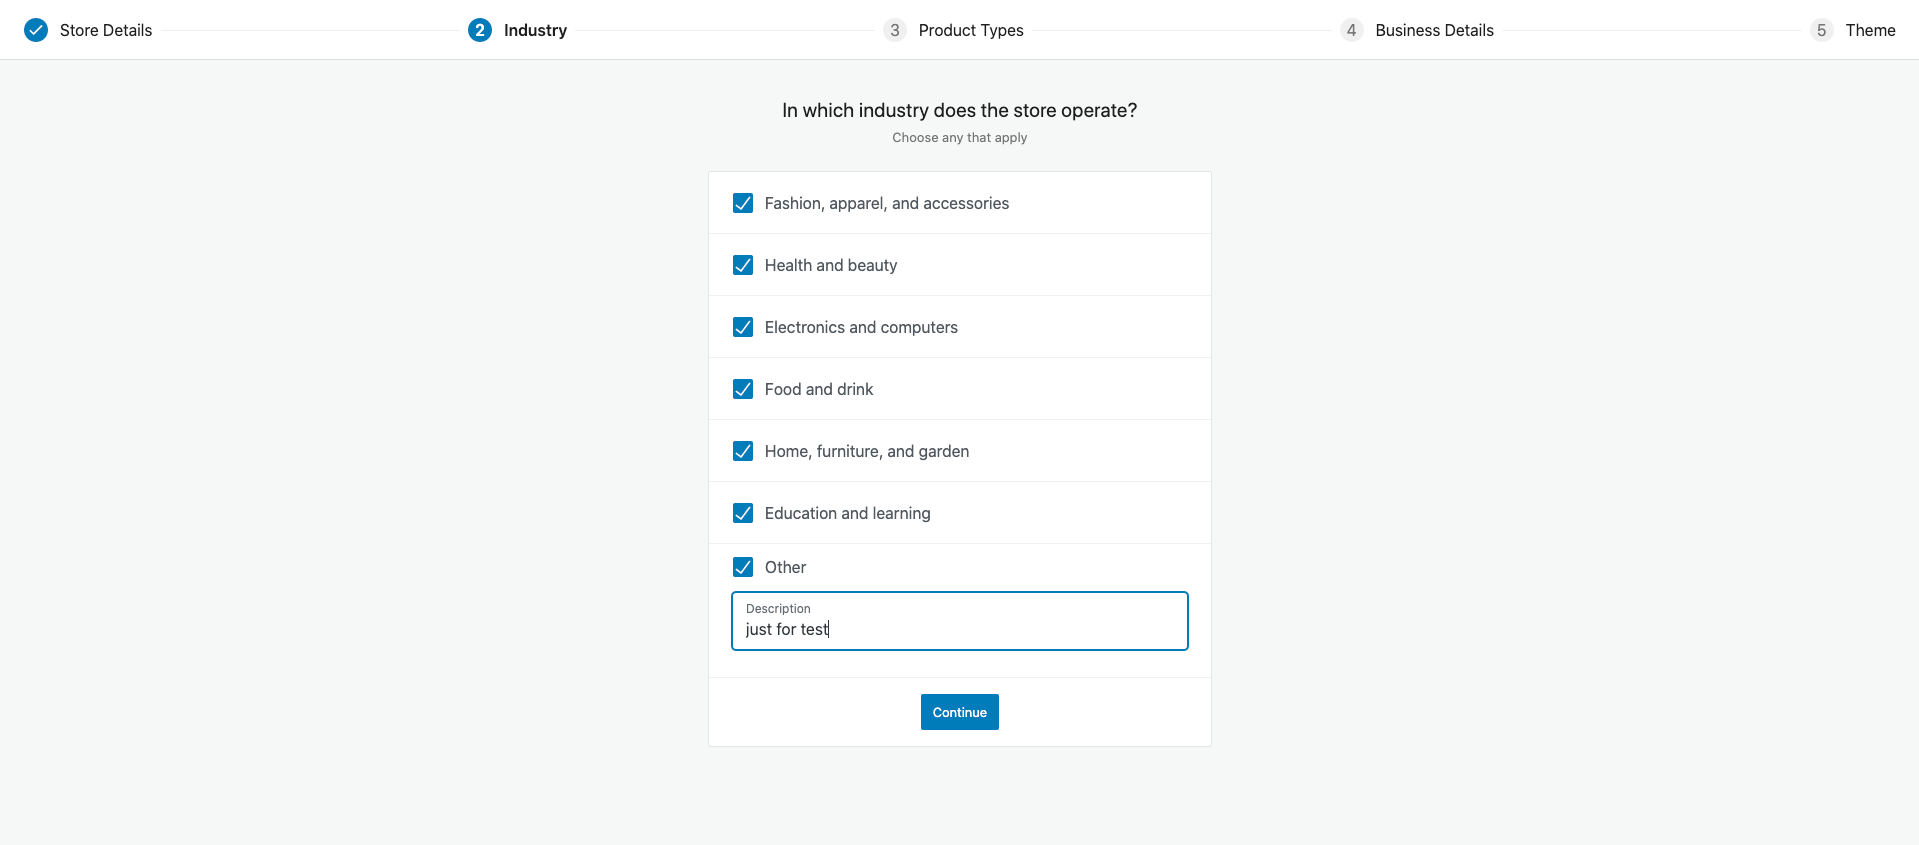 Store Details
2 Industry
3 Product Types
4 Business Details
5 Theme
In which industry does the store operate?
Choose any that apply
Fashion, apparel, and accessories
Health and beauty
Electronics and computers
Food and drink
Home, furniture, and garden
Education and learning
Other
Description
just for test
Continue